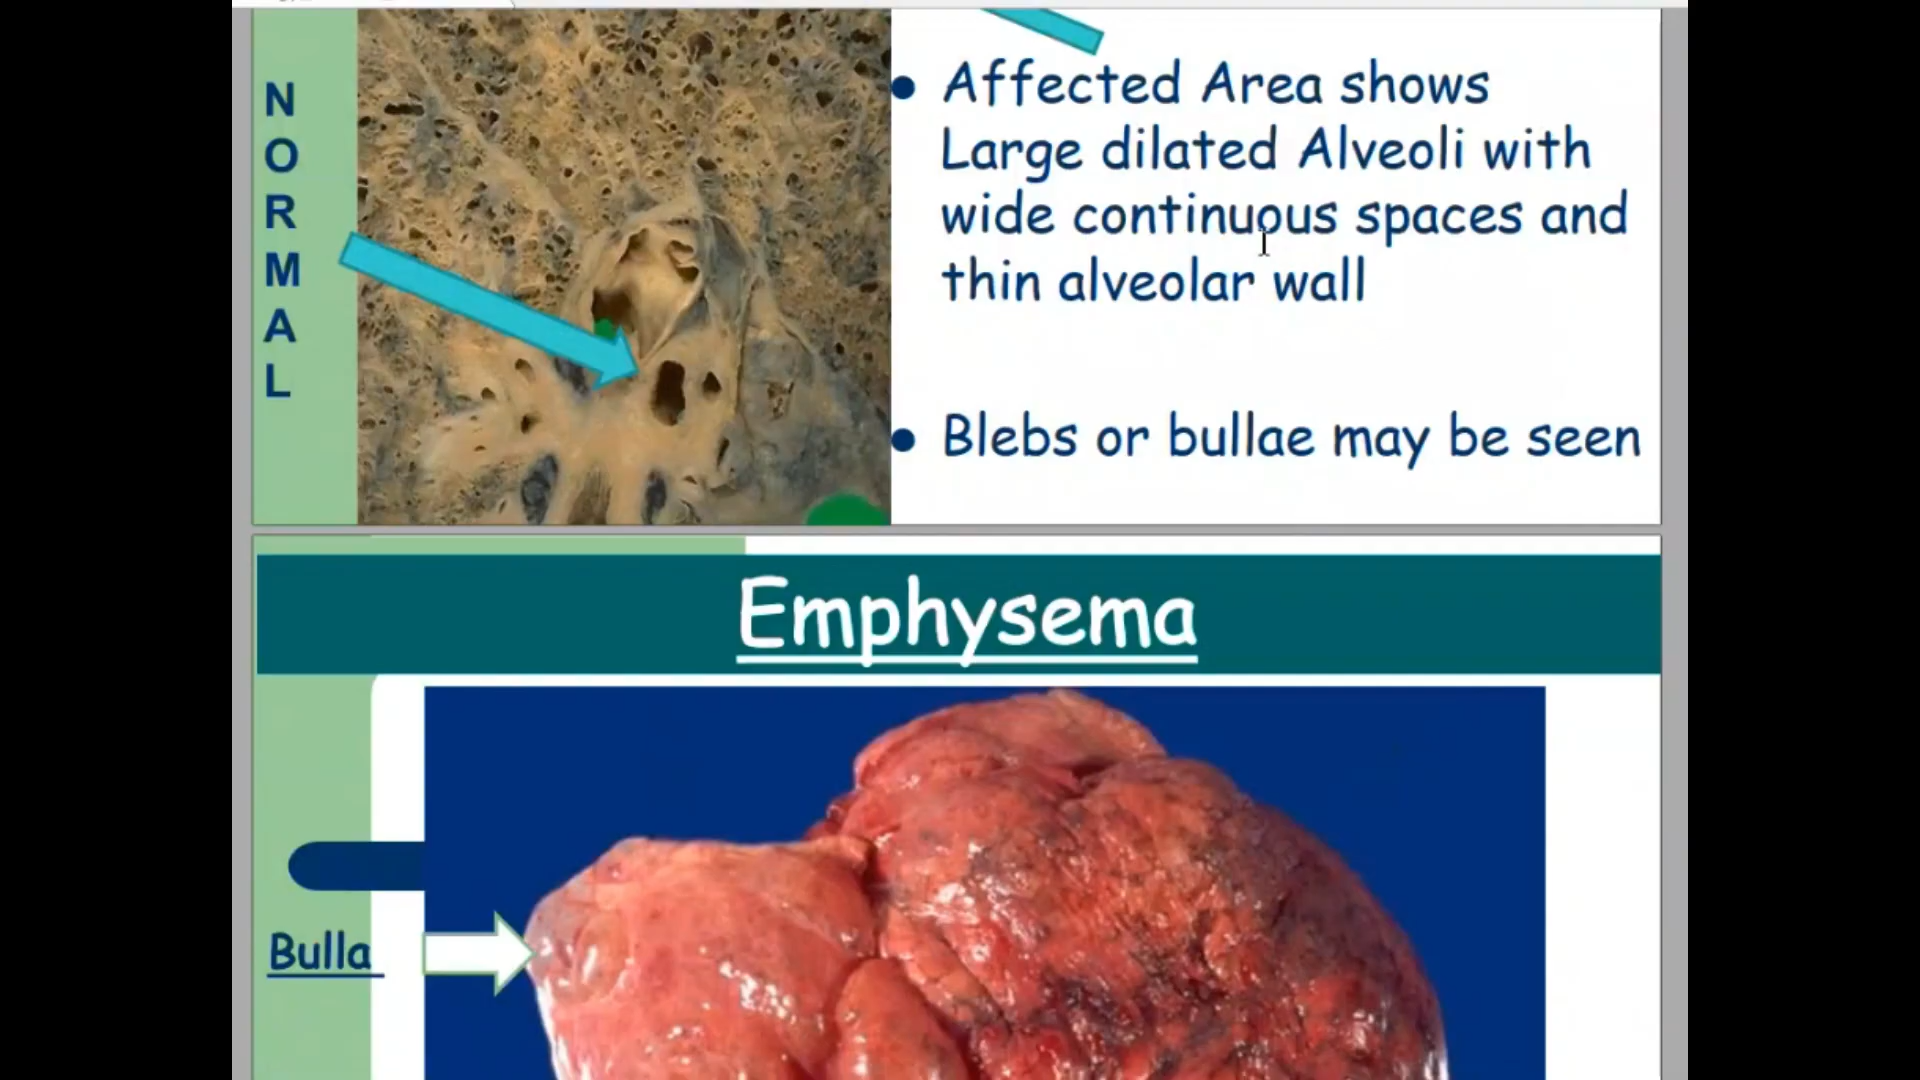 NORMAL
• Affected Area shows
Large dilated Alveoli with
wide continuous spaces and
thin alveolar wall
• Blebs or bullae may be seen
Emphysema
Bulla